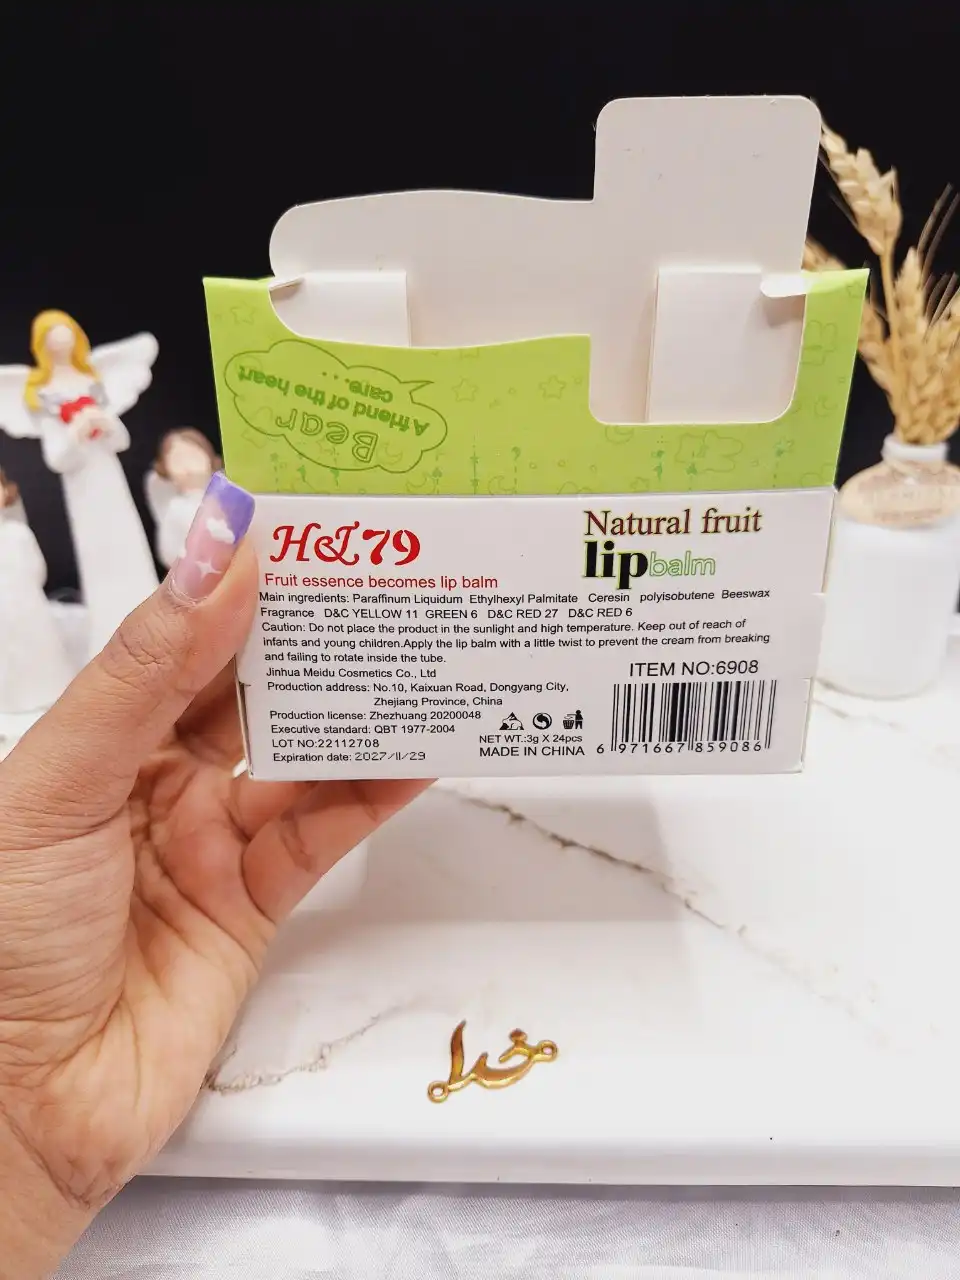 Bear
A friend of the heart
care...
H&L79
Natural fruit
lipbalm
Fruit essence becomes lip balm
Main ingredients: Paraffinum Liquidum Ethylhexyl Palmitate Ceresin polyisobutene Beeswax
Fragrance D&C YELLOW 11 GREEN 6 D&C RED 27 D&C RED 6
Caution: Do not place the product in the sunlight and high temperature. Keep out of reach of
infants and young children.Apply the lip balm with a little twist to prevent the cream from breaking
and failing to rotate inside the tube.
Jinhua Meidu Cosmetics Co., Ltd
Production address: No.10, Kaixuan Road, Dongyang City,
Zhejiang Province, China
Production license: Zhezhuang 20200048
Executive standard: QBT 1977-2004
LOT NO:22112708
Expiration date: 2027/11/29
NET WT.:3g X 24pcs
MADE IN CHINA
ITEM NO:6908
6 971667 859086
خدا